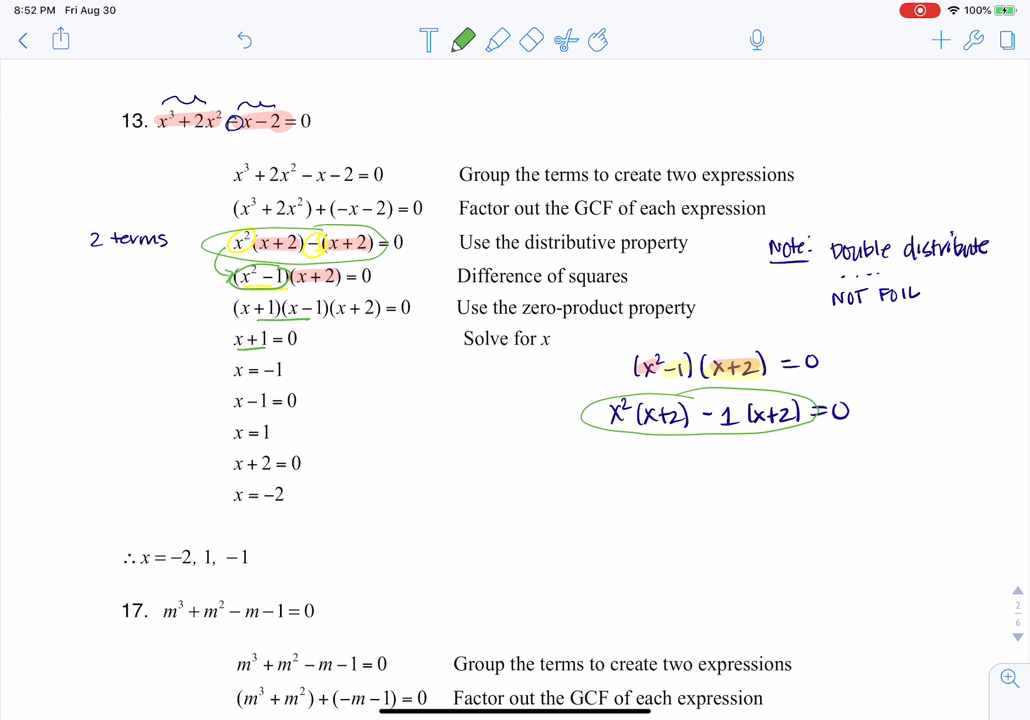 8:52 PM Fri Aug 30 100%
13. x³ + 2x² − x − 2 = 0
x³ + 2x² − x − 2 = 0 Group the terms to create two expressions
(x³ + 2x²) + (−x − 2) = 0 Factor out the GCF of each expression
2 terms x²(x + 2) − (x + 2) = 0 Use the distributive property
Note: Double distribute
....
NOT FOIL
(x² − 1)(x + 2) = 0 Difference of squares
(x + 1)(x − 1)(x + 2) = 0 Use the zero-product property
x + 1 = 0 Solve for x
(x² − 1)(x + 2) = 0
x = −1
x − 1 = 0
x²(x+2) − 1(x+2) = 0
x = 1
x + 2 = 0
x = −2
∴ x = −2, 1, −1
17. m³ + m² − m − 1 = 0
2
6
m³ + m² − m − 1 = 0 Group the terms to create two expressions
(m³ + m²) + (−m − 1) = 0 Factor out the GCF of each expression